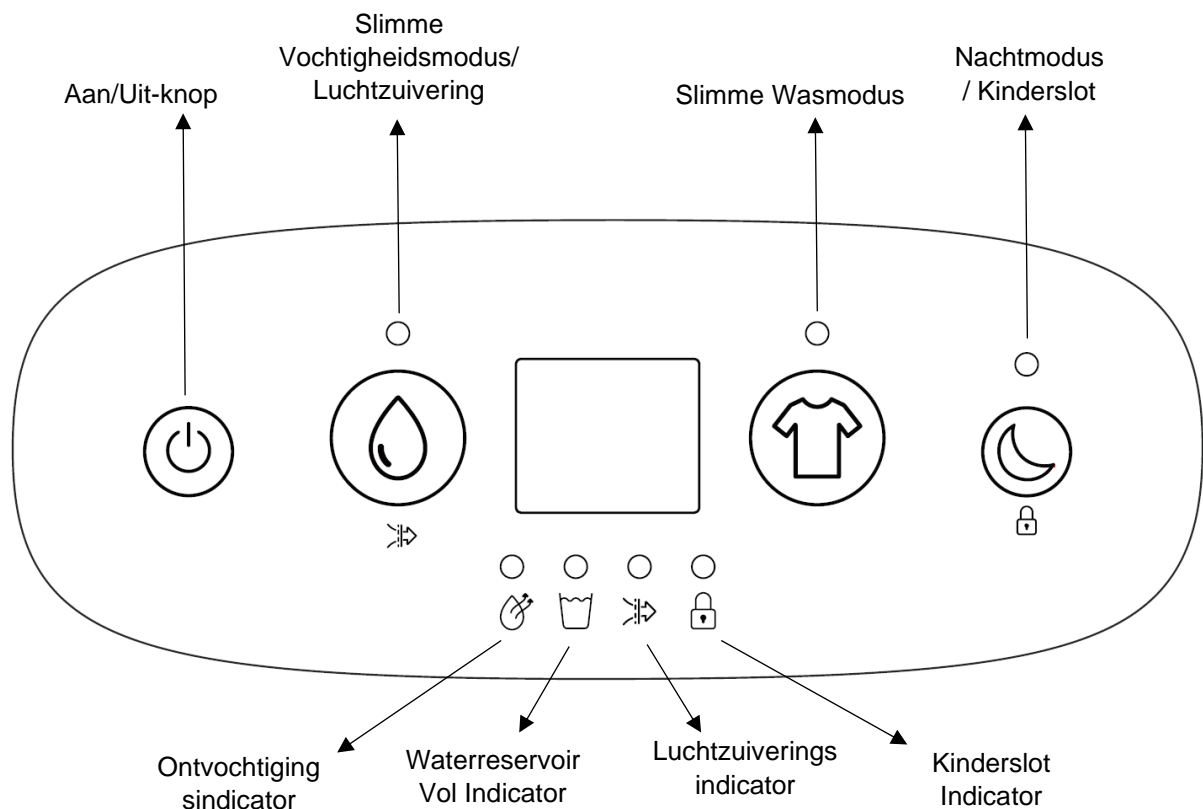 Slimme
Vochtigheidsmodus/
Luchtzuivering
Aan/Uit-knop
Slimme Wasmodus
Nachtmodus
/ Kinderslot
Ontvochtiging
sindicator
Waterreservoir
Vol Indicator
Luchtzuiverings
indicator
Kinderslot
Indicator